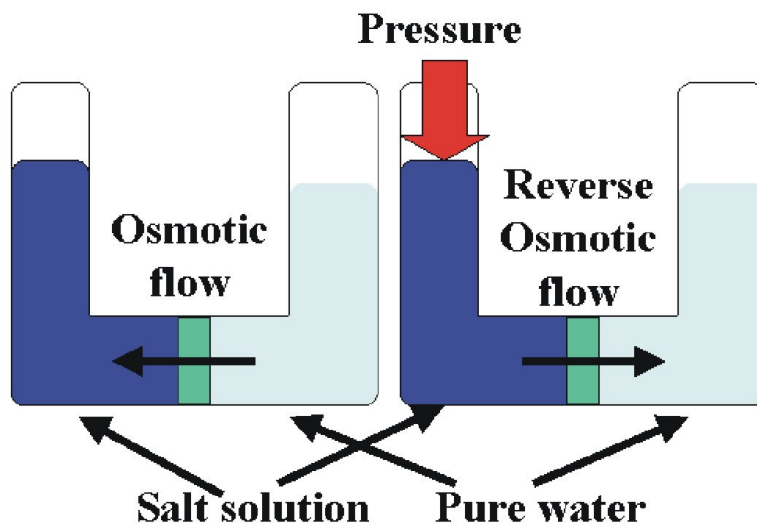 Pressure
Osmotic
flow
Reverse
Osmotic
flow
Salt solution
Pure water